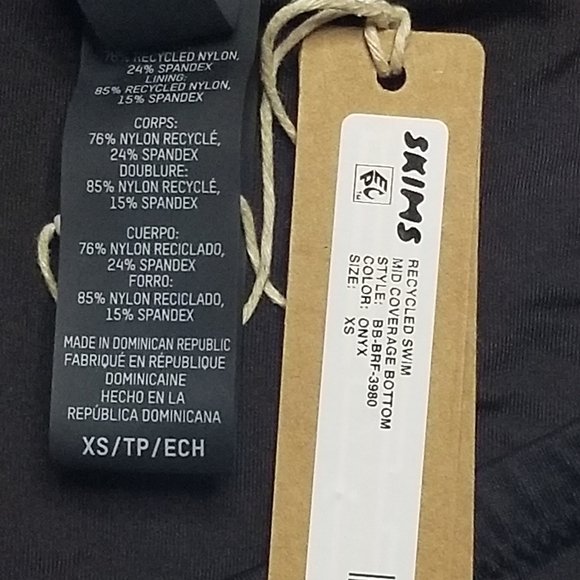 76% RECYCLED NYLON,
24% SPANDEX
LINING:
85% RECYCLED NYLON,
15% SPANDEX
CORPS:
76% NYLON RECYCLÉ,
24% SPANDEX
DOUBLURE:
85% NYLON RECYCLÉ,
15% SPANDEX
CUERPO:
76% NYLON RECICLADO,
24% SPANDEX
FORRO:
85% NYLON RECICLADO,
15% SPANDEX
MADE IN DOMINICAN REPUBLIC
FABRIQUÉ EN RÉPUBLIQUE
DOMINICAINE
HECHO EN LA
REPÚBLICA DOMINICANA
XS/TP/ECH
SKIMS
RECYCLED SWIM
MID COVERAGE BOTTOM
STYLE: BB-BRF-3980
COLOR: ONYX
SIZE: XS